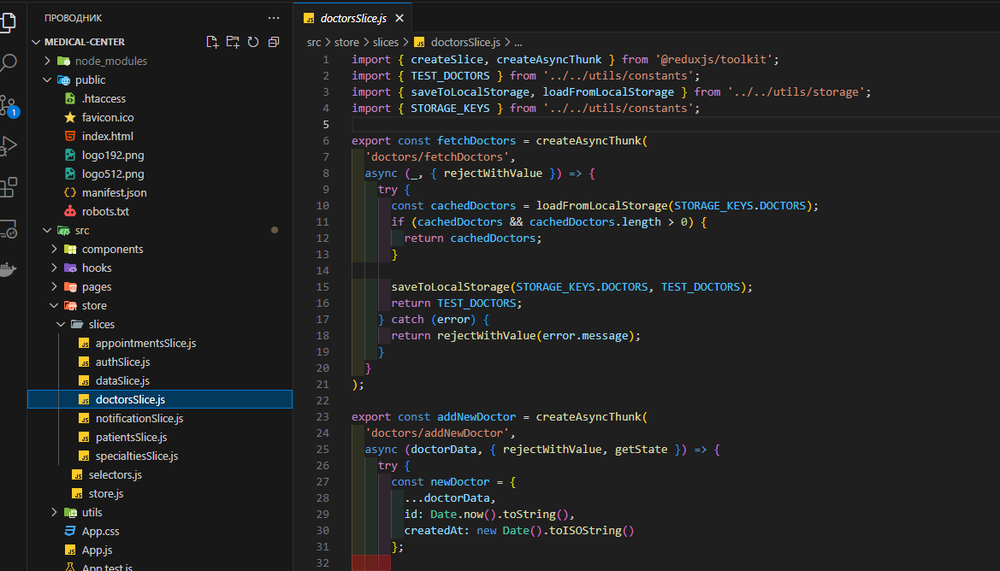 ПРОВОДНИК
...
MEDICAL-CENTER
node_modules
public
.htaccess
favicon.ico
index.html
logo192.png
logo512.png
manifest.json
robots.txt
src
components
hooks
pages
store
slices
appointmentsSlice.js
authSlice.js
dataSlice.js
doctorsSlice.js
notificationSlice.js
patientsSlice.js
specialtiesSlice.js
selectors.js
store.js
utils
App.css
App.js
App.test.js
1
doctorsSlice.js
src > store > slices > JS doctorsSlice.js > ...
1 import { createSlice, createAsyncThunk } from '@reduxjs/toolkit';
2 import { TEST_DOCTORS } from '../../utils/constants';
3 import { saveToLocalStorage, loadFromLocalStorage } from '../../utils/storage';
4 import { STORAGE_KEYS } from '../../utils/constants';
5
6 export const fetchDoctors = createAsyncThunk(
7 'doctors/fetchDoctors',
8 async (_, { rejectWithValue }) => {
9 try {
10 const cachedDoctors = loadFromLocalStorage(STORAGE_KEYS.DOCTORS);
11 if (cachedDoctors && cachedDoctors.length > 0) {
12 return cachedDoctors;
13 }
14
15 saveToLocalStorage(STORAGE_KEYS.DOCTORS, TEST_DOCTORS);
16 return TEST_DOCTORS;
17 } catch (error) {
18 return rejectWithValue(error.message);
19 }
20 }
21 );
22
23 export const addNewDoctor = createAsyncThunk(
24 'doctors/addNewDoctor',
25 async (doctorData, { rejectWithValue, getState }) => {
26 try {
27 const newDoctor = {
28 ...doctorData,
29 id: Date.now().toString(),
30 createdAt: new Date().toISOString()
31 };
32